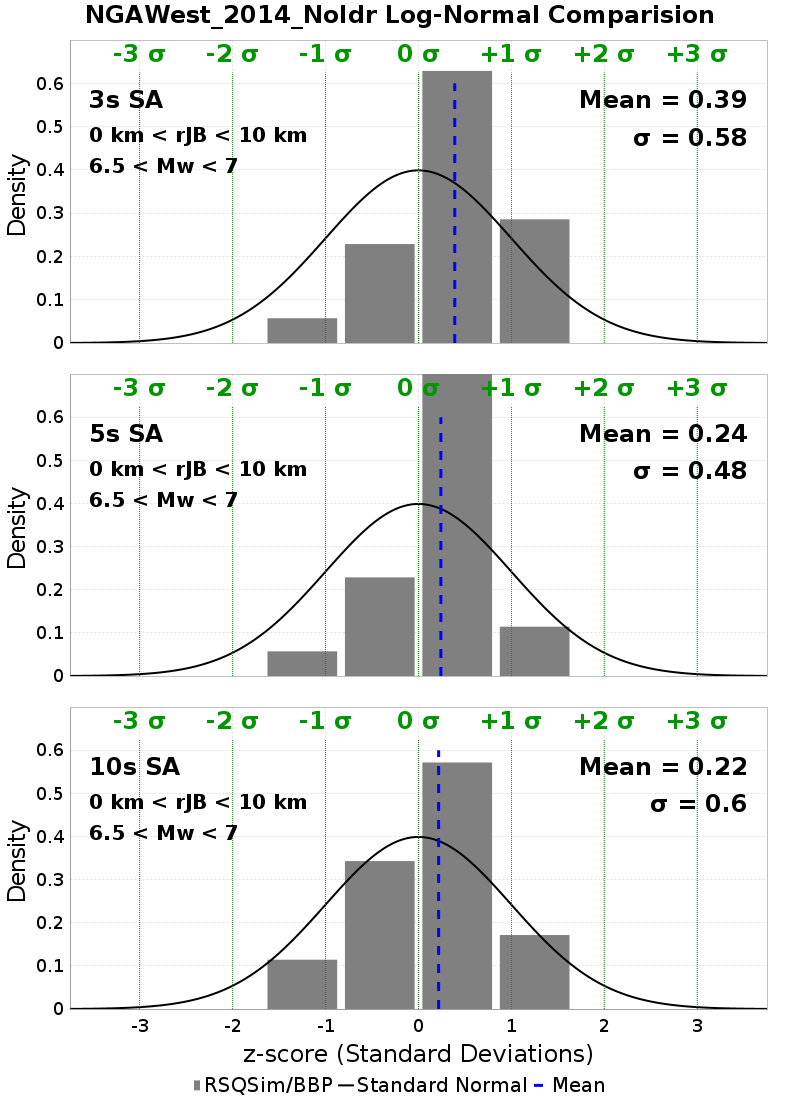 NGAWest_2014_NoIdr Log-Normal Comparision
-3 σ -2 σ -1 σ 0 σ +1 σ +2 σ +3 σ
3s SA
Mean = 0.39
0 km < rJB < 10 km
σ = 0.58
6.5 < Mw < 7
Density
0.6
0.5
0.4
0.3
0.2
0.1
0
-3 σ -2 σ -1 σ 0 σ +1 σ +2 σ +3 σ
5s SA
Mean = 0.24
0 km < rJB < 10 km
σ = 0.48
6.5 < Mw < 7
Density
0.6
0.5
0.4
0.3
0.2
0.1
0
-3 σ -2 σ -1 σ 0 σ +1 σ +2 σ +3 σ
10s SA
Mean = 0.22
0 km < rJB < 10 km
σ = 0.6
6.5 < Mw < 7
Density
0.6
0.5
0.4
0.3
0.2
0.1
0
-3 -2 -1 0 1 2 3
z-score (Standard Deviations)
RSQSim/BBP Standard Normal Mean